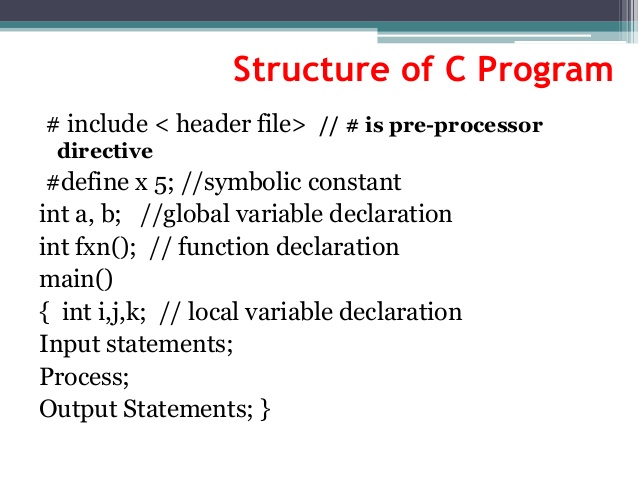 Structure of C Program
# include < header file> // # is pre-processor
directive
#define x 5; //symbolic constant
int a, b; //global variable declaration
int fxn(); // function declaration
main()
{ int i,j,k; // local variable declaration
Input statements;
Process;
Output Statements; }